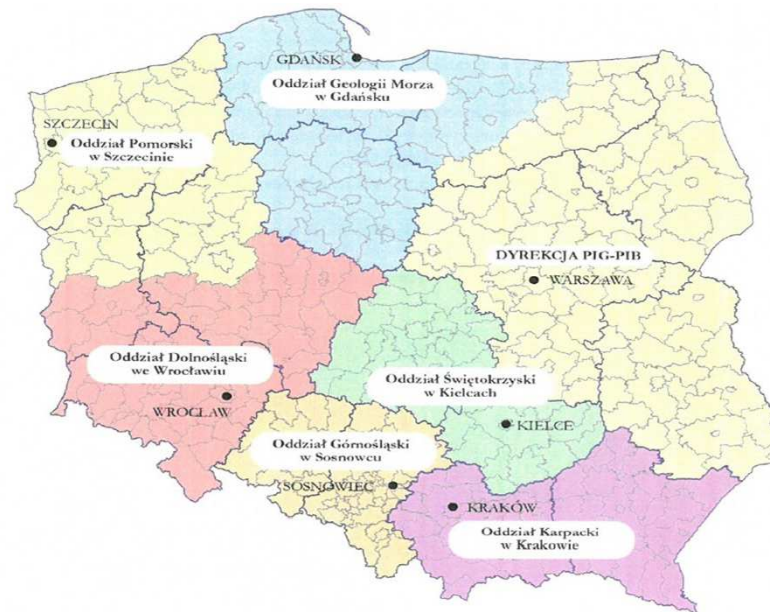 GDAŃSK
Oddział Geologii Morza
w Gdańsku
SZCZECIN
Oddział Pomorski
w Szczecinie
DYREKCJA PIG-PIB
WARSZAWA
Oddział Dolnośląski
we Wrocławiu
WROCŁAW
Oddział Świętokrzyski
w Kielcach
KIELCE
Oddział Górnośląski
w Sosnowcu
SOSNOWIEC
KRAKÓW
Oddział Karpacki
w Krakowie